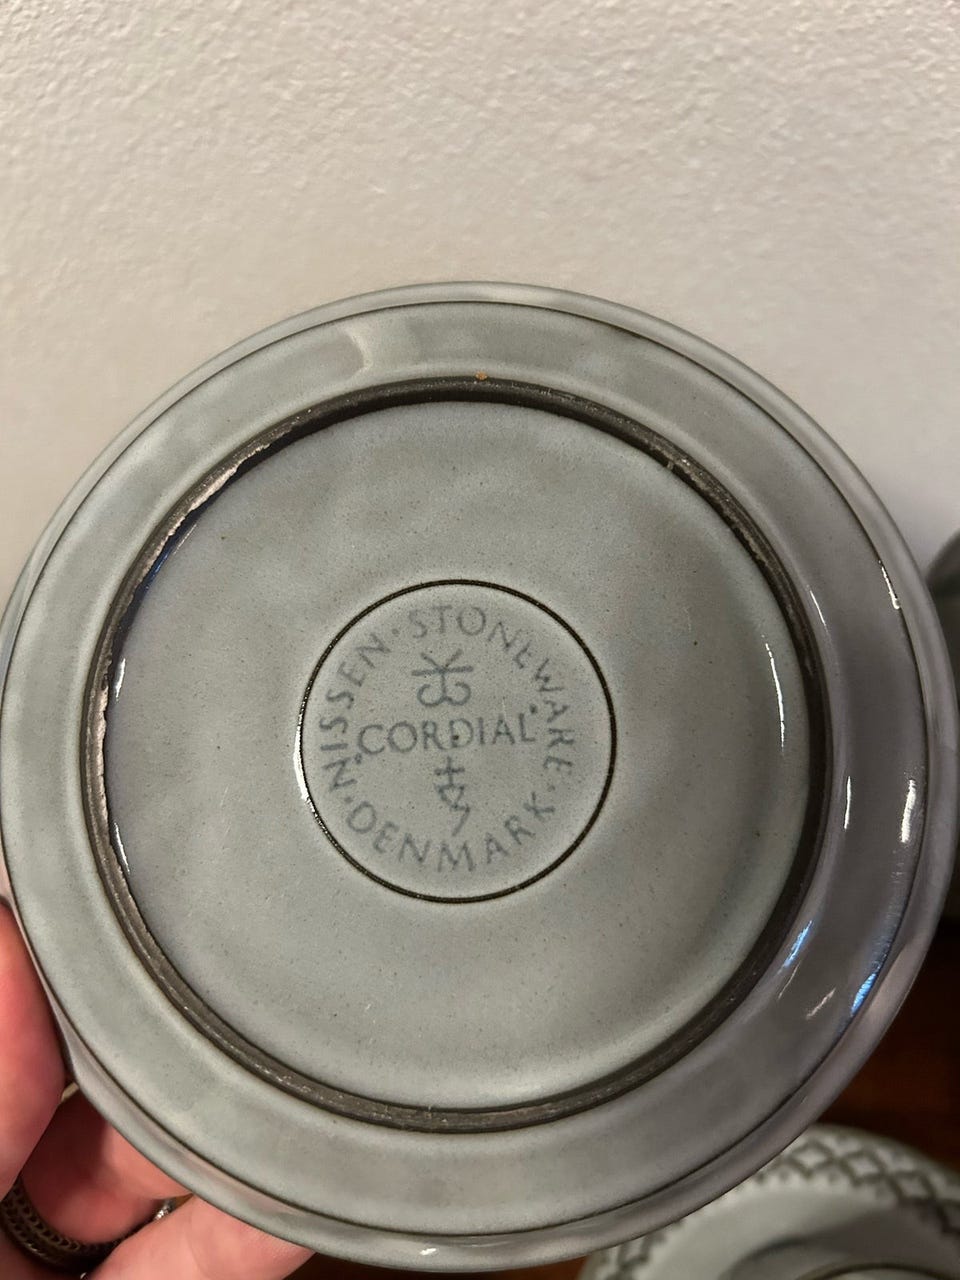 NISSEN · STONEWARE · DENMARK ·
CORDIAL